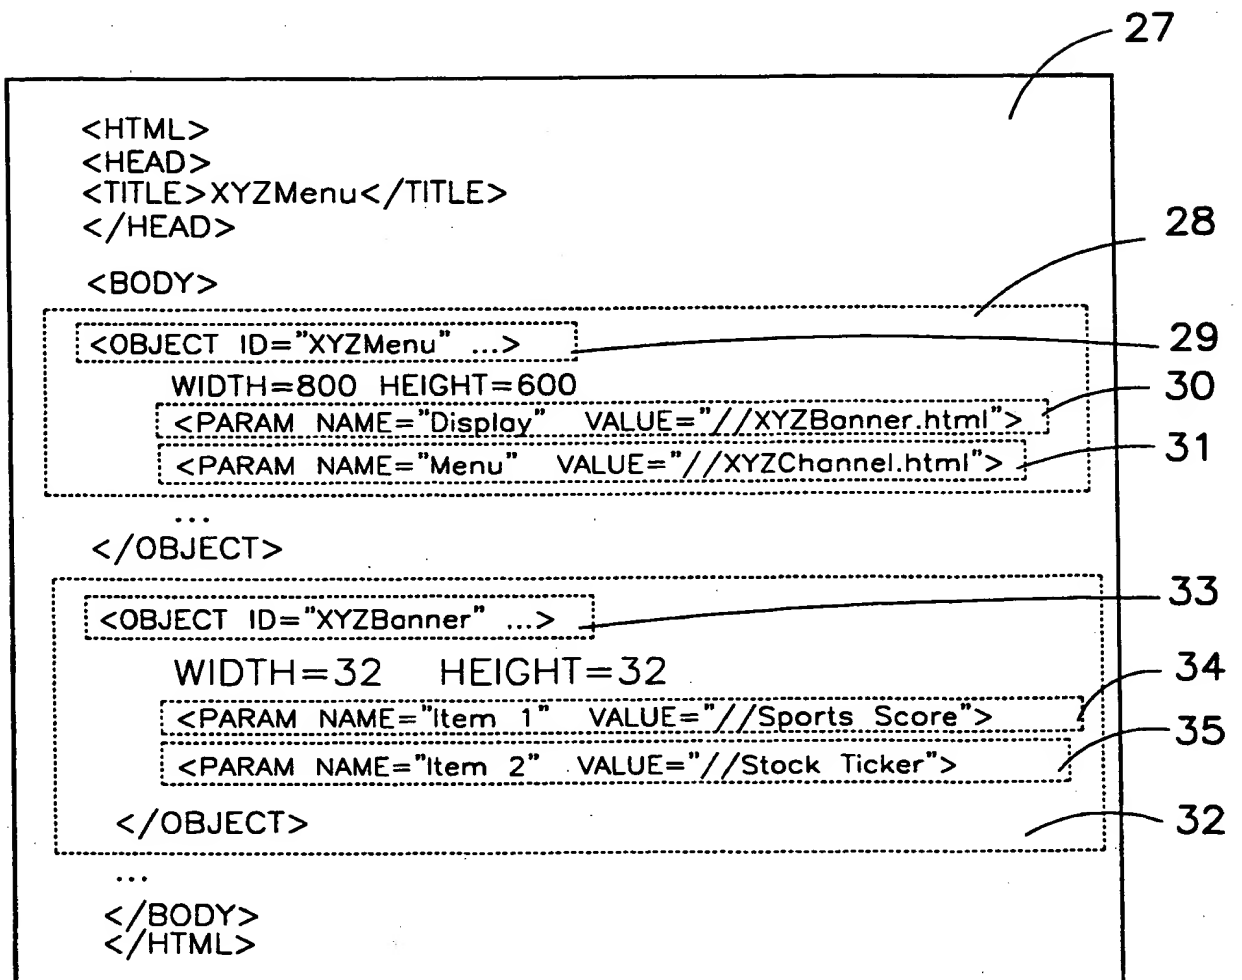 27
<HTML>
<HEAD>
<TITLE>XYZMenu</TITLE>
</HEAD>
28
<BODY>
<OBJECT ID="XYZMenu" ...> 29
WIDTH=800 HEIGHT=600 30
<PARAM NAME="Display" VALUE="//XYZBanner.html">
<PARAM NAME="Menu" VALUE="//XYZChannel.html"> 31
...
</OBJECT>
<OBJECT ID="XYZBanner" ...> 33
WIDTH=32 HEIGHT=32 34
<PARAM NAME="Item 1" VALUE="//Sports Score">
<PARAM NAME="Item 2" VALUE="//Stock Ticker"> 35
</OBJECT> 32
...
</BODY>
</HTML>